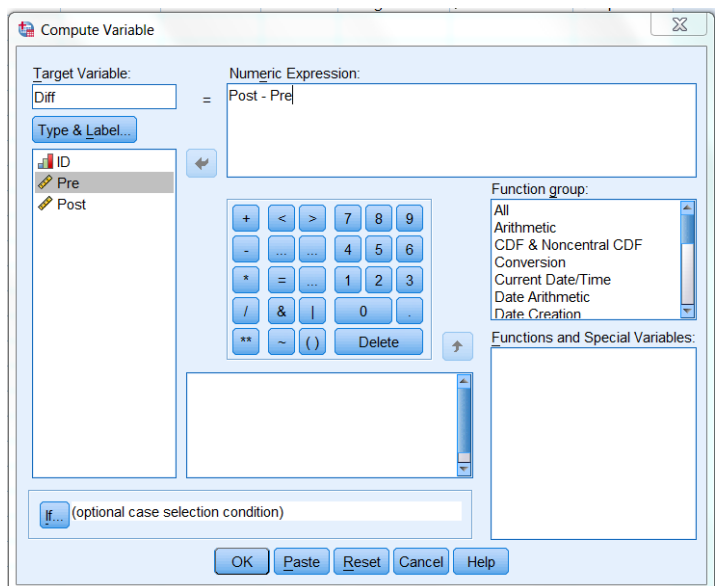 Compute Variable
Target Variable:
Diff
Type & Label...
ID
Pre
Post
=
Numeric Expression:
Post - Pre
+ < > 7 8 9
- ... ... 4 5 6
* = ... 1 2 3
/ & | 0 .
** ~ ( ) Delete
Function group:
All
Arithmetic
CDF & Noncentral CDF
Conversion
Current Date/Time
Date Arithmetic
Date Creation
Functions and Special Variables:
If... (optional case selection condition)
OK Paste Reset Cancel Help